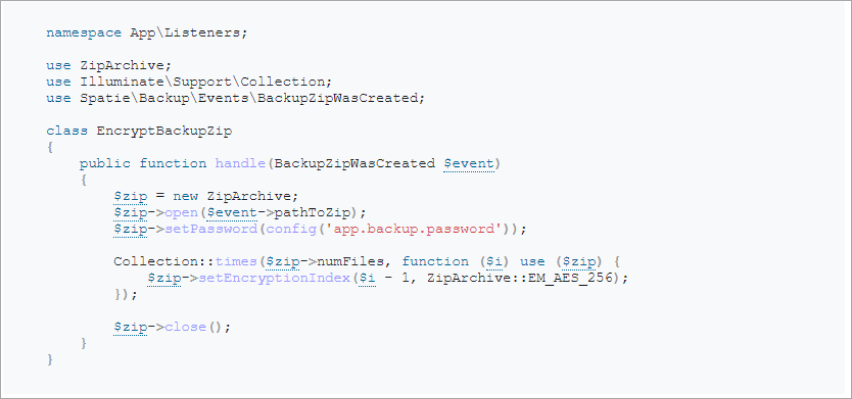 namespace App\Listeners;
use ZipArchive;
use Illuminate\Support\Collection;
use Spatie\Backup\Events\BackupZipWasCreated;
class EncryptBackupZip
{
public function handle(BackupZipWasCreated $event)
{
$zip = new ZipArchive;
$zip->open($event->pathToZip);
$zip->setPassword(config('app.backup.password'));
Collection::times($zip->numFiles, function ($i) use ($zip) {
$zip->setEncryptionIndex($i - 1, ZipArchive::EM_AES_256);
});
$zip->close();
}
}